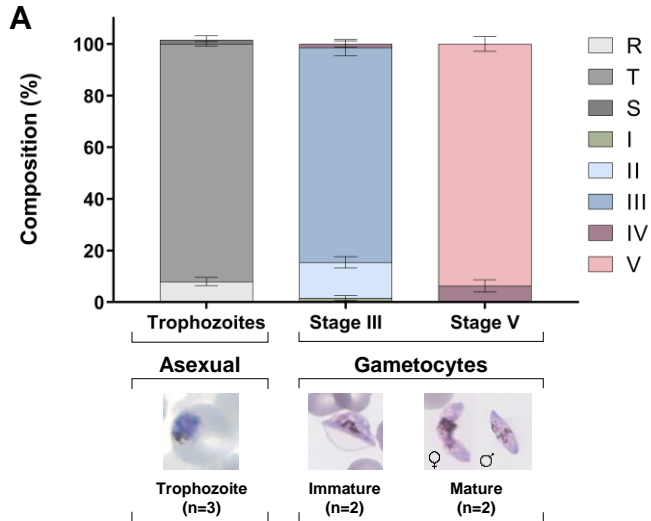 A
Composition (%)
100
80
60
40
20
0
R
T
S
I
II
III
IV
V
Trophozoites
Stage III
Stage V
Asexual
Gametocytes
♀
♂
Trophozoite
(n=3)
Immature
(n=2)
Mature
(n=2)